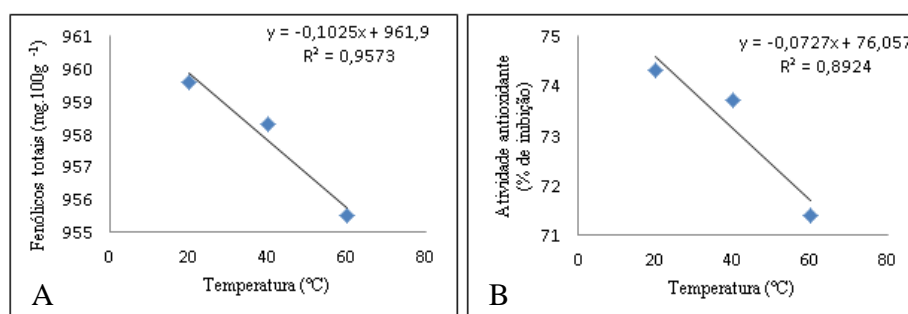 y = -0,1025x + 961,9
R² = 0,9573
961
960
959
958
957
956
955
0 20 40 60 80
Fenólicos totais (mg.100g ⁻¹)
Temperatura (ºC)
A
y = -0,0727x + 76,057
R² = 0,8924
75
74
73
72
71
0 20 40 60 80
Atividade antioxidante
(% de inibição)
Temperatura (ºC)
B